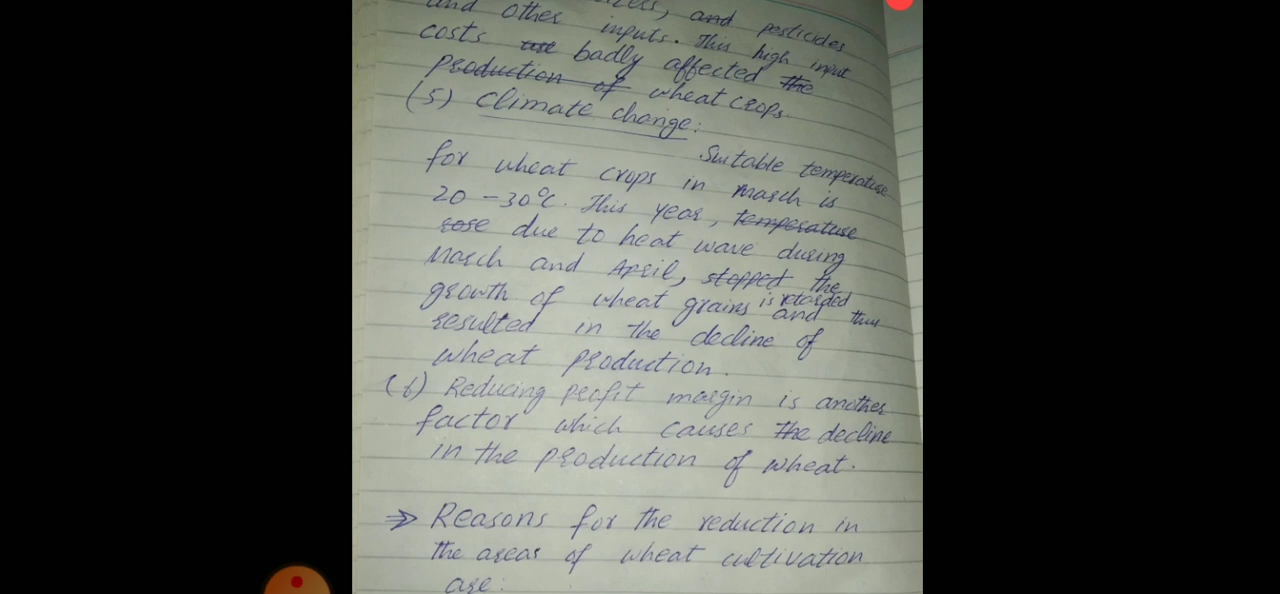 and other pesticides
inputs. This high input
costs are badly affected the
production of wheat crops.
(5) Climate change:
Suitable temperature
for wheat crops in march is
20-30°C. This year, temperature
rose due to heat wave during
March and April, stopped the
growth of wheat grains is retarded and thus
resulted in the decline of
wheat production.
(6) Reducing profit margin is another
factor which causes the decline
in the production of wheat.
⇒ Reasons for the reduction in
the areas of wheat cultivation
are: